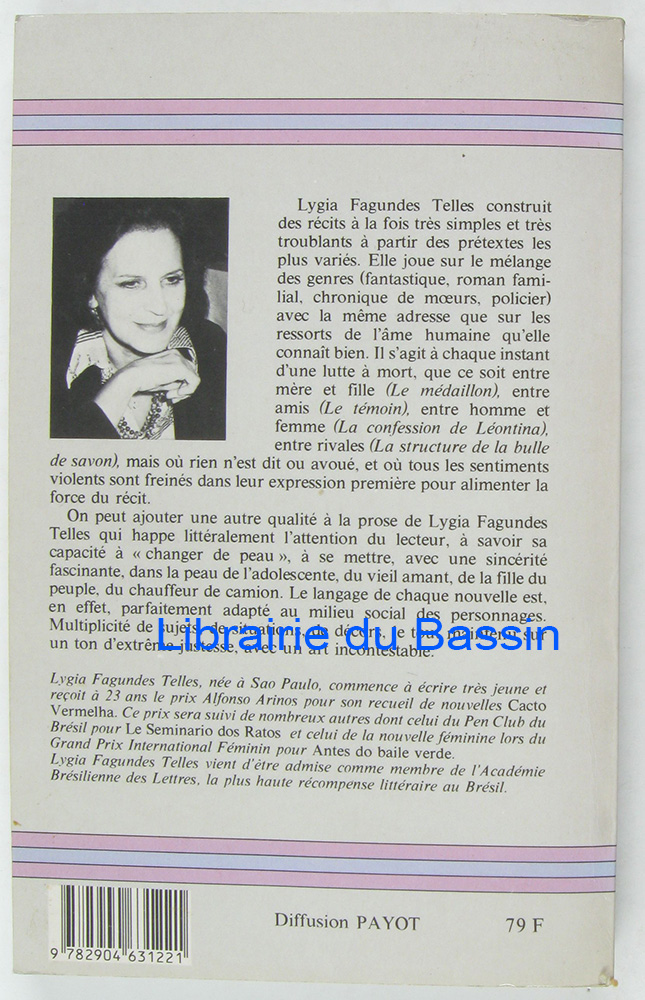 Lygia Fagundes Telles construit
des récits à la fois très simples et très
troublants à partir des prétextes les
plus variés. Elle joue sur le mélange
des genres (fantastique, roman fami-
lial, chronique de mœurs, policier)
avec la même adresse que sur les
ressorts de l'âme humaine qu'elle
connaît bien. Il s'agit à chaque instant
d'une lutte à mort, que ce soit entre
mère et fille (Le médaillon), entre
amis (Le témoin), entre homme et
femme (La confession de Léontina),
entre rivales (La structure de la bulle
de savon), mais où rien n'est dit ou avoué, et où tous les sentiments
violents sont freinés dans leur expression première pour alimenter la
force du récit.
On peut ajouter une autre qualité à la prose de Lygia Fagundes
Telles qui happe littéralement l'attention du lecteur, à savoir sa
capacité à « changer de peau », à se mettre, avec une sincérité
fascinante, dans la peau de l'adolescente, du vieil amant, de la fille du
peuple, du chauffeur de camion. Le langage de chaque nouvelle est,
en effet, parfaitement adapté au milieu social des personnages.
Multiplicité de sujets, de situations, de décors, le tout maintenu sur
un ton d'extrême justesse, avec un art incontestable.
Librairie du Bassin
Lygia Fagundes Telles, née à Sao Paulo, commence à écrire très jeune et
reçoit à 23 ans le prix Alfonso Arinos pour son recueil de nouvelles Cacto
Vermelha. Ce prix sera suivi de nombreux autres dont celui du Pen Club du
Brésil pour Le Seminario dos Ratos et celui de la nouvelle féminine lors du
Grand Prix International Féminin pour Antes do baile verde.
Lygia Fagundes Telles vient d'être admise comme membre de l'Académie
Brésilienne des Lettres, la plus haute récompense littéraire au Brésil.
Diffusion PAYOT
79 F
9 782904 631221